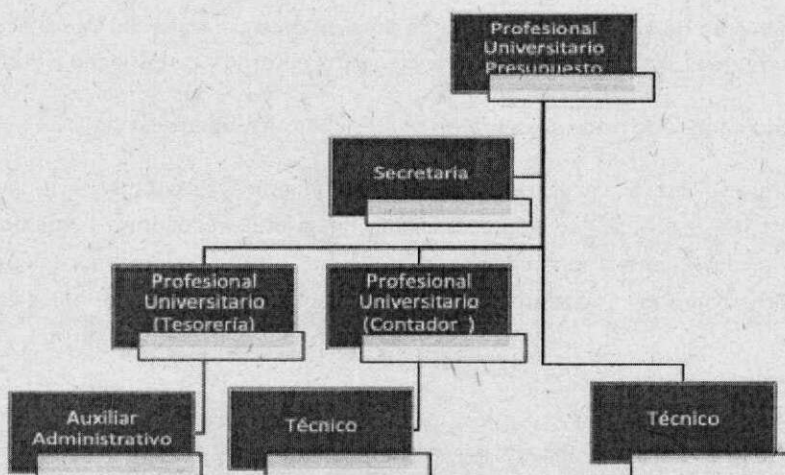 Profesional
Universitario
Presupuesto
Secretaria
Profesional
Universitario
(Tesorería)
Profesional
Universitario
(Contador )
Auxiliar
Administrativo
Técnico
Técnico